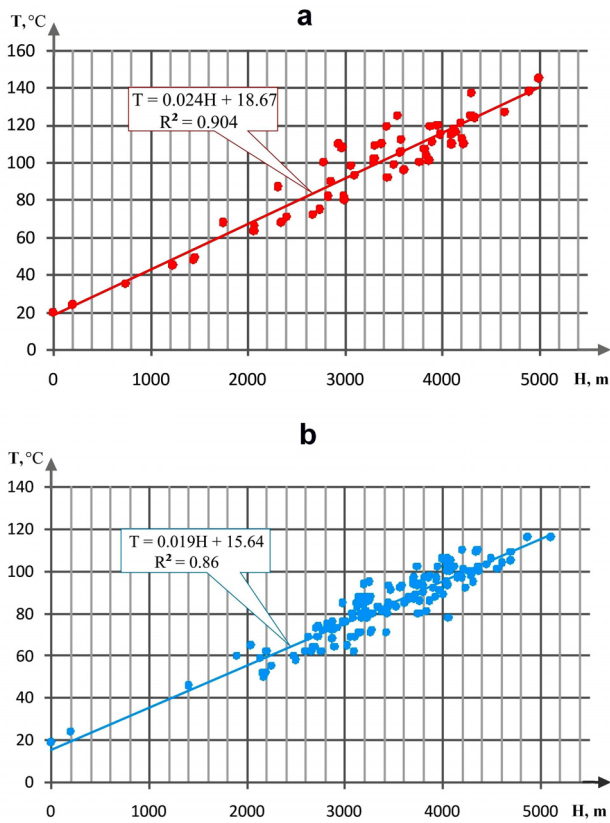 a
T, °C
160
140
120
100
80
60
40
20
0
T = 0.024H + 18.67
R² = 0.904
0 1000 2000 3000 4000 5000 H, m
b
T, °C
140
120
100
80
60
40
20
0
T = 0.019H + 15.64
R² = 0.86
0 1000 2000 3000 4000 5000 H, m